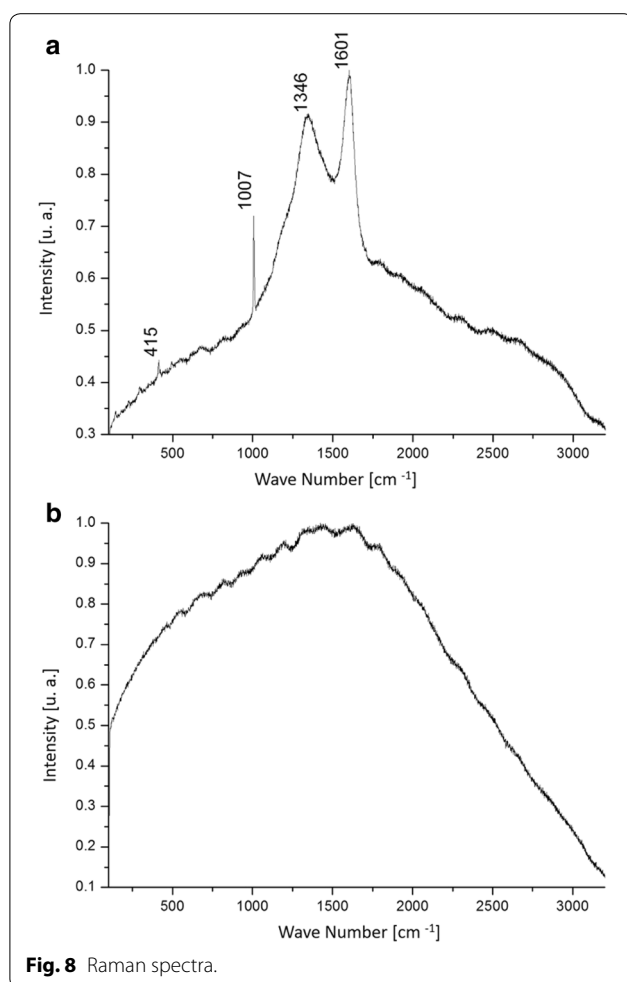 a
1601
1346
1007
415
1.0
0.9
0.8
0.7
0.6
0.5
0.4
0.3
Intensity [u. a.]
500 1000 1500 2000 2500 3000
Wave Number [cm -1]
b
1.0
0.9
0.8
0.7
0.6
0.5
0.4
0.3
0.2
0.1
Intensity [u. a.]
500 1000 1500 2000 2500 3000
Wave Number [cm -1]
Fig. 8 Raman spectra.